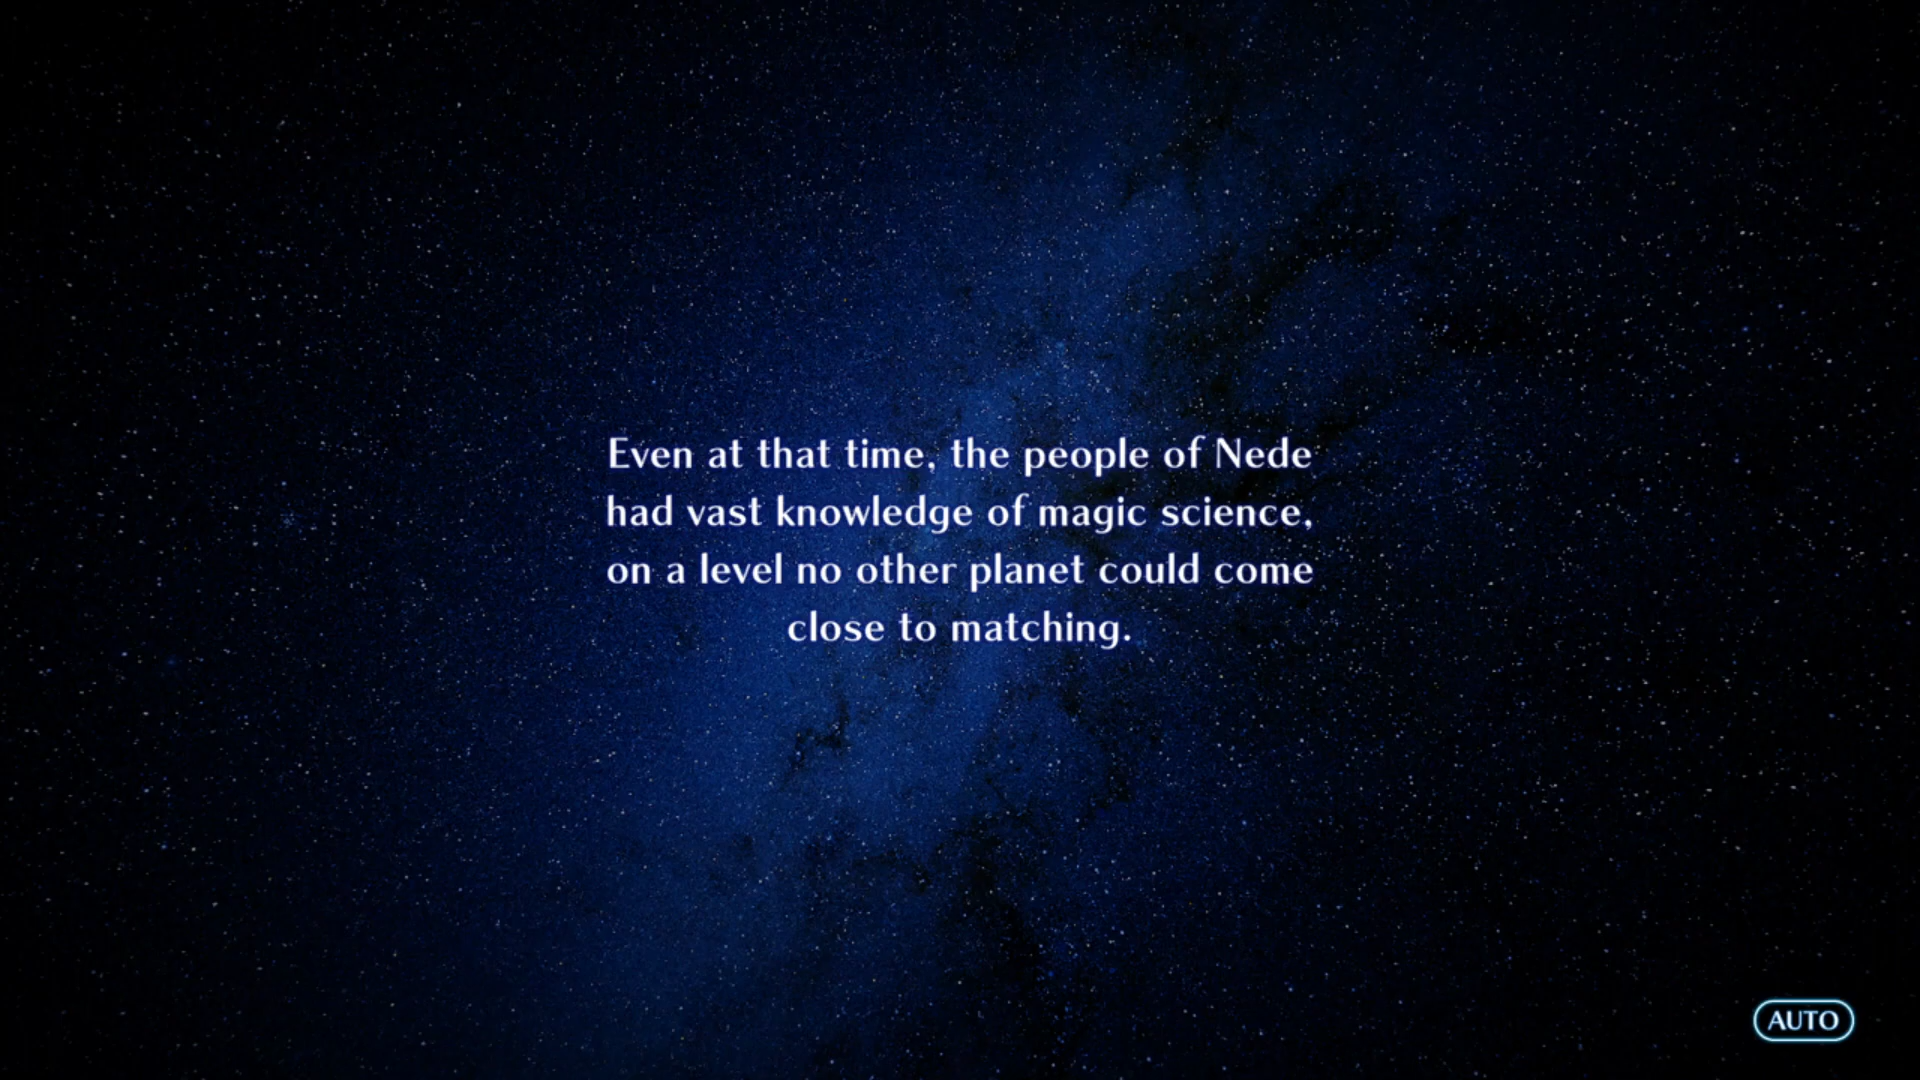 Even at that time, the people of Nede
had vast knowledge of magic science,
on a level no other planet could come
close to matching.
AUTO